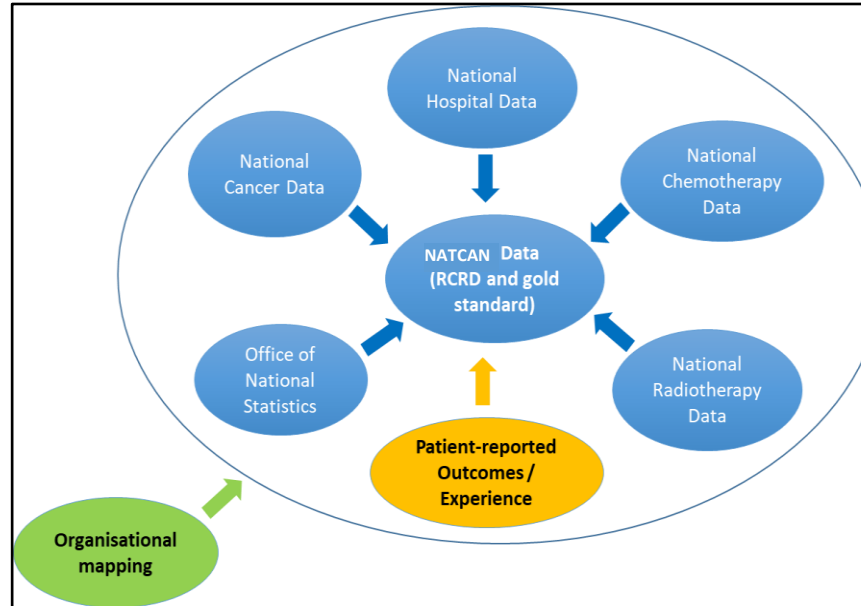 National
Hospital Data
National
Cancer Data
National
Chemotherapy
Data
NATCAN Data
(RCRD and gold
standard)
Office of
National
Statistics
National
Radiotherapy
Data
Patient-reported
Outcomes /
Experience
Organisational
mapping